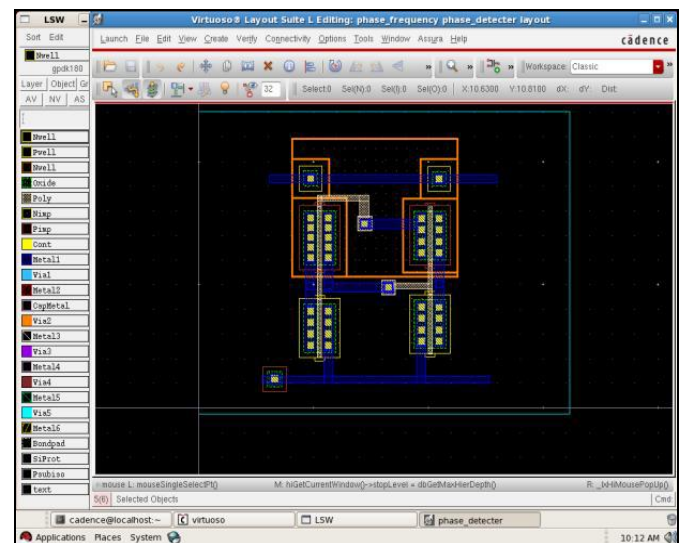 LSW
Virtuoso® Layout Suite L Editing: phase_frequency phase_detecter layout
Sort Edit
Launch File Edit View Create Verify Connectivity Options Tools Window Assura Help
cādence
Nwell
gpdk180
Workspace: Classic
Layer Object Gr
AV NV AS
32
Select:0 Sel(N):0 Sel(I):0 Sel(O):0 X:10.6300 Y:10.8100 dX: dY: Dist:
Nwell
Pwell
Nwell
Oxide
Poly
Nimp
Pimp
Cont
Metal1
Via1
Metal2
CapMetal
Via2
Metal3
Via3
Metal4
Via4
Metal5
Via5
Metal6
Bondpad
SiProt
Psubiso
text
mouse L: mouseSingleSelectPt()
M: hiGetCurrentWindow()->stopLevel = dbGetMaxHierDepth()
R: _lxHiMousePopUp()
5(6) Selected Objects
Cmd:
cadence@localhost:~
virtuoso
LSW
phase_detecter
Applications Places System
10:12 AM